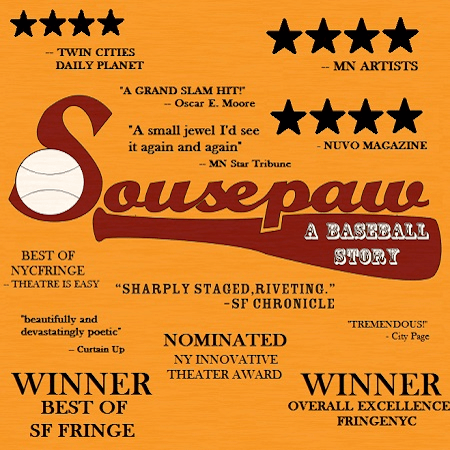 -- TWIN CITIES
DAILY PLANET
-- MN ARTISTS
"A GRAND SLAM HIT!"
-- Oscar E. Moore
"A small jewel I'd see
it again and again"
-- MN Star Tribune
- NUVO MAGAZINE
Sousepaw
A BASEBALL
STORY
BEST OF
NYCFRINGE
-- THEATRE IS EASY
"SHARPLY STAGED,RIVETING."
-SF CHRONICLE
"beautifully and
devastatingly poetic"
-- Curtain Up
"TREMENDOUS!"
- City Page
NOMINATED
NY INNOVATIVE
THEATER AWARD
WINNER
BEST OF
SF FRINGE
WINNER
OVERALL EXCELLENCE
FRINGENYC